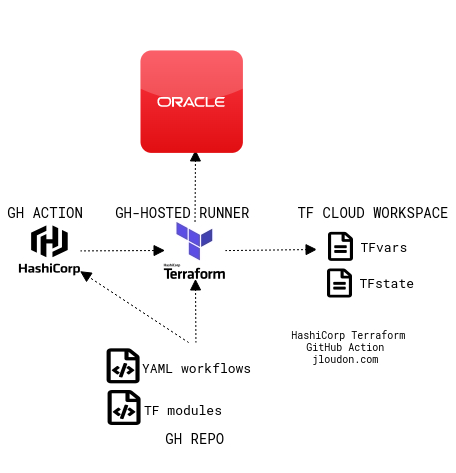 ORACLE
GH ACTION
GH-HOSTED RUNNER
TF CLOUD WORKSPACE
HashiCorp
HashiCorp
Terraform
TFvars
TFstate
HashiCorp Terraform
GitHub Action
jloudon.com
YAML workflows
TF modules
GH REPO